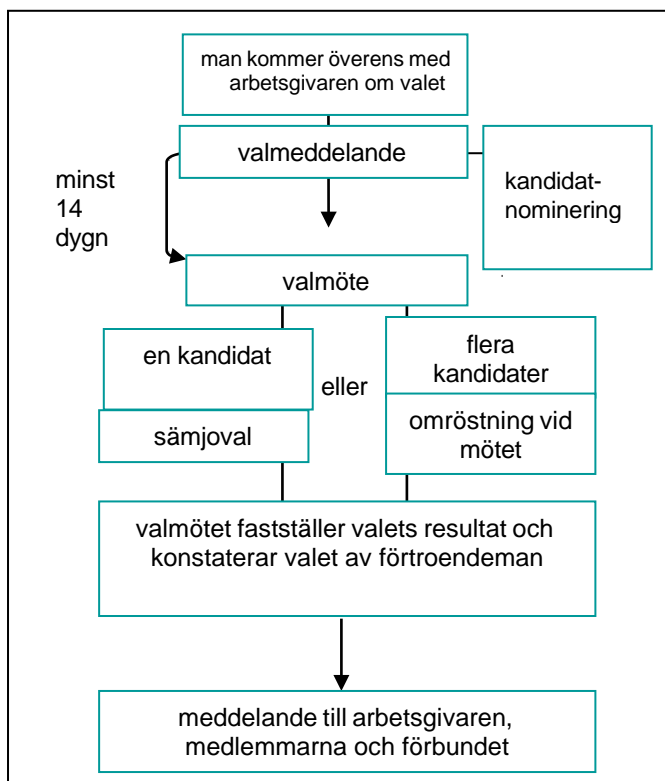 man kommer överens med
arbetsgivaren om valet
valmeddelande
kandidat-
nominering
minst
14
dygn
valmöte
en kandidat
sämjoval
eller
flera
kandidater
omröstning vid
mötet
valmötet fastställer valets resultat och
konstaterar valet av förtroendeman
meddelande till arbetsgivaren,
medlemmarna och förbundet